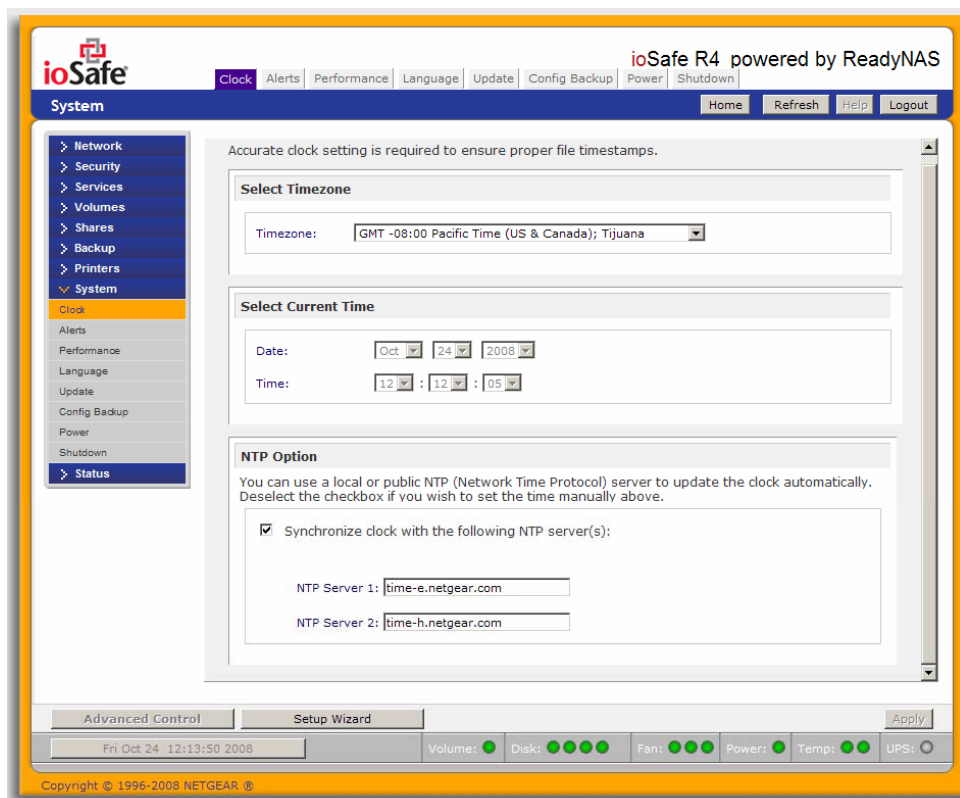 ioSafe
ioSafe R4 powered by ReadyNAS
Clock Alerts Performance Language Update Config Backup Power Shutdown
System
Home Refresh Help Logout
Network
Security
Services
Volumes
Shares
Backup
Printers
System
Clock
Alerts
Performance
Language
Update
Config Backup
Power
Shutdown
Status
Accurate clock setting is required to ensure proper file timestamps.
Select Timezone
Timezone: GMT -08:00 Pacific Time (US & Canada); Tijuana
Select Current Time
Date: Oct 24 2008
Time: 12 : 12 : 05
NTP Option
You can use a local or public NTP (Network Time Protocol) server to update the clock automatically.
Deselect the checkbox if you wish to set the time manually above.
Synchronize clock with the following NTP server(s):
NTP Server 1: time-e.netgear.com
NTP Server 2: time-h.netgear.com
Advanced Control Setup Wizard Apply
Fri Oct 24 12:13:50 2008 Volume: Disk: Fan: Power: Temp: UPS:
Copyright © 1996-2008 NETGEAR ®